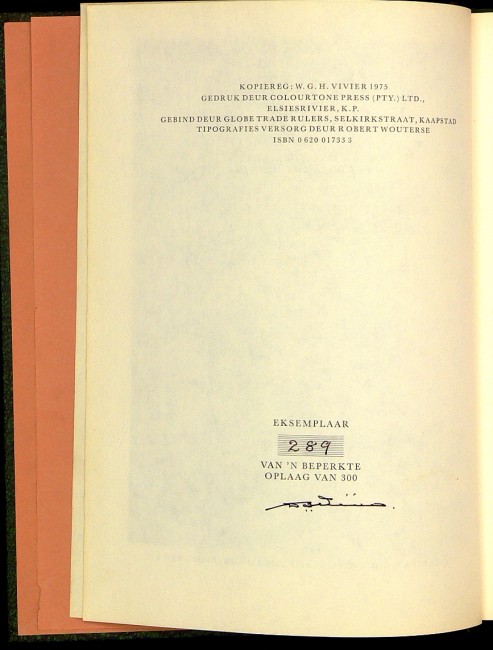 KOPIEREG: W. G. H. VIVIER 1975
GEDRUK DEUR COLOURTONE PRESS (PTY.) LTD.,
ELSIESRIVIER, K.P.
GEBIND DEUR GLOBE TRADE RULERS, SELKIRKSTRAAT, KAAPSTAD
TIPOGRAFIES VERSORG DEUR ROBERT WOUTERSE
ISBN 0 620 01733 3
EKSEMPLAAR
289
VAN 'N BEPERKTE
OPLAAG VAN 300